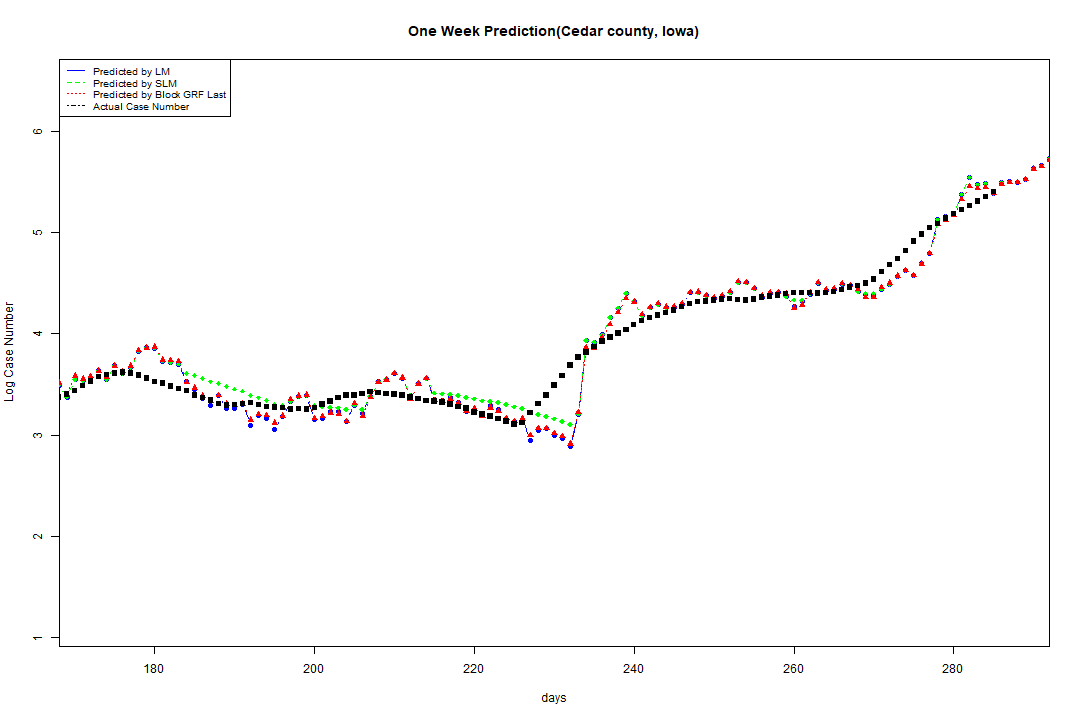 One Week Prediction(Cedar county, Iowa)
Predicted by LM
Predicted by SLM
Predicted by Block GRF Last
Actual Case Number
6
5
4
3
2
1
Log Case Number
180 200 220 240 260 280
days